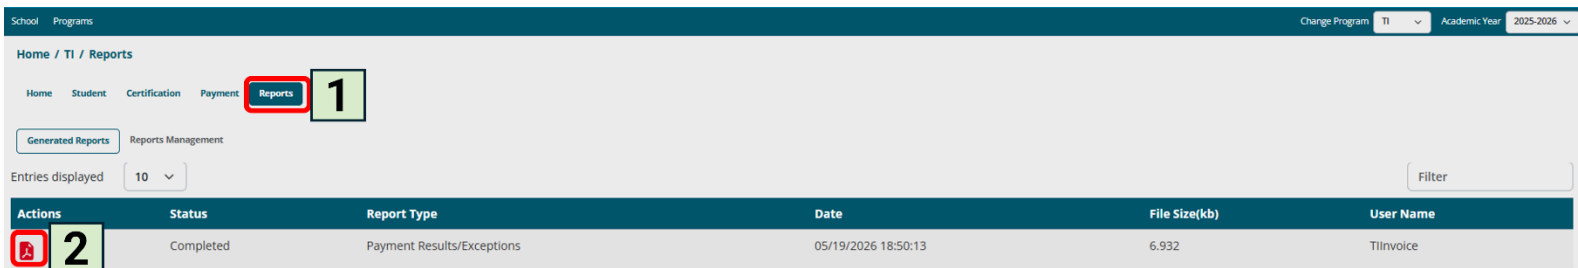 School Programs Change Program TI Academic Year 2025-2026
Home / TI / Reports
Home Student Certification Payment Reports 1
Generated Reports Reports Management
Entries displayed 10 Filter
Actions Status Report Type Date File Size(kb) User Name
2 Completed Payment Results/Exceptions 05/19/2026 18:50:13 6.932 TIInvoice